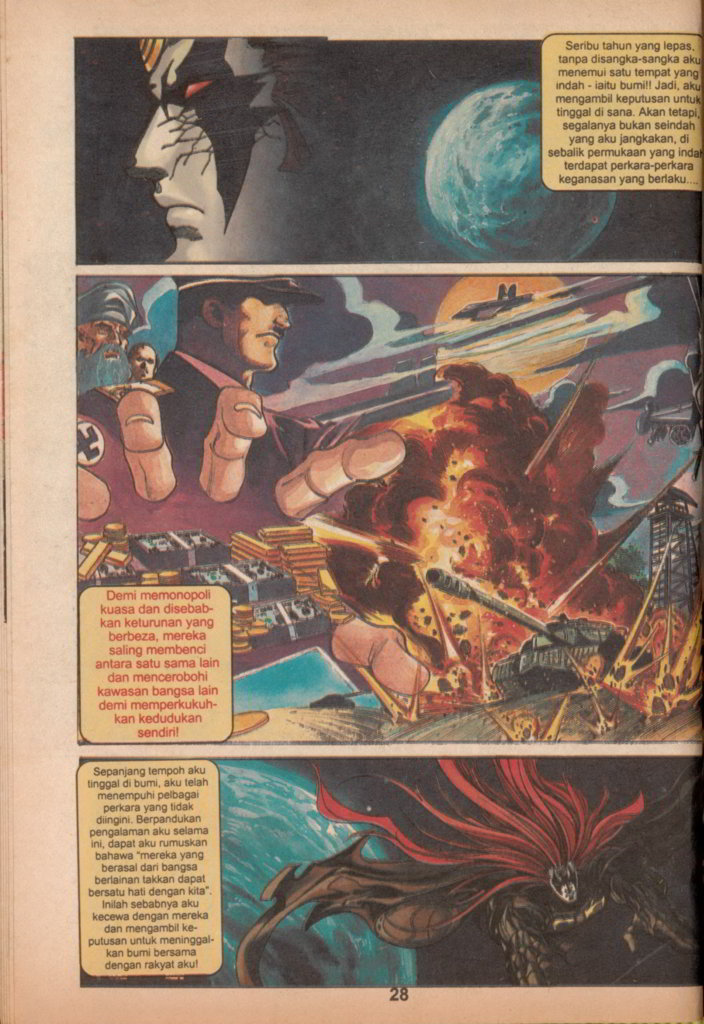 Seribu tahun yang lepas,
tanpa disangka-sangka aku
menemui satu tempat yang
indah - iaitu bumi!! Jadi, aku
mengambil keputusan untuk
tinggal di sana. Akan tetapi,
segalanya bukan seindah
yang aku jangkakan, di
sebalik permukaan yang indah
terdapat perkara-perkara
keganasan yang berlaku....
Demi memonopoli
kuasa dan disebab-
kan keturunan yang
berbeza, mereka
saling membenci
antara satu sama lain
dan mencerobohi
kawasan bangsa lain
demi memperkukuh-
kan kedudukan
sendiri!
Sepanjang tempoh aku
tinggal di bumi, aku telah
menempuhi pelbagai
perkara yang tidak
diingini. Berpandukan
pengalaman aku selama
ini, dapat aku rumuskan
bahawa "mereka yang
berasal dari bangsa
berlainan takkan dapat
bersatu hati dengan kita".
Inilah sebabnya aku
kecewa dengan mereka
dan mengambil ke-
putusan untuk meninggal-
kan bumi bersama
dengan rakyat aku!
28